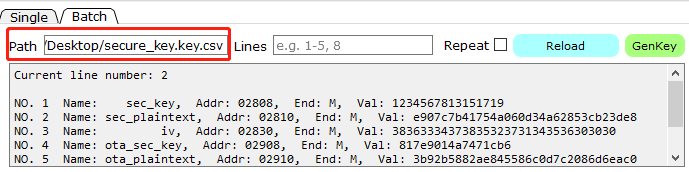 Single Batch
Path /Desktop/secure_key.key.csv Lines e.g. 1-5, 8 Repeat Reload GenKey
Current line number: 2
NO. 1 Name: sec_key, Addr: 02808, End: M, Val: 1234567813151719
NO. 2 Name: sec_plaintext, Addr: 02810, End: M, Val: e907c7b41754a060d34a62853cb23de8
NO. 3 Name: iv, Addr: 02830, End: M, Val: 38363334373835323731343536303030
NO. 4 Name: ota_sec_key, Addr: 02908, End: M, Val: 817e9014a7471cb6
NO. 5 Name: ota_plaintext, Addr: 02910, End: M, Val: 3b92b5882ae845586c0d7c2086d6eac0